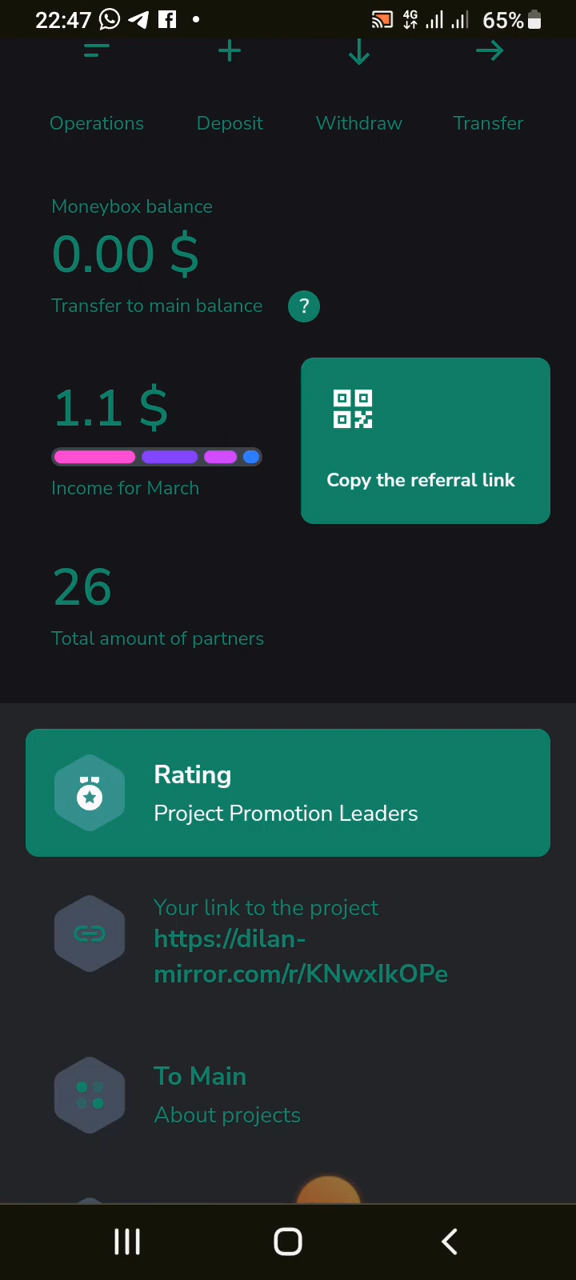 22:47 4G 65%
Operations Deposit Withdraw Transfer
Moneybox balance
0.00 $
Transfer to main balance ?
1.1 $
Income for March
Copy the referral link
26
Total amount of partners
Rating
Project Promotion Leaders
Your link to the project
https://dilan-
mirror.com/r/KNwxIkOPe
To Main
About projects